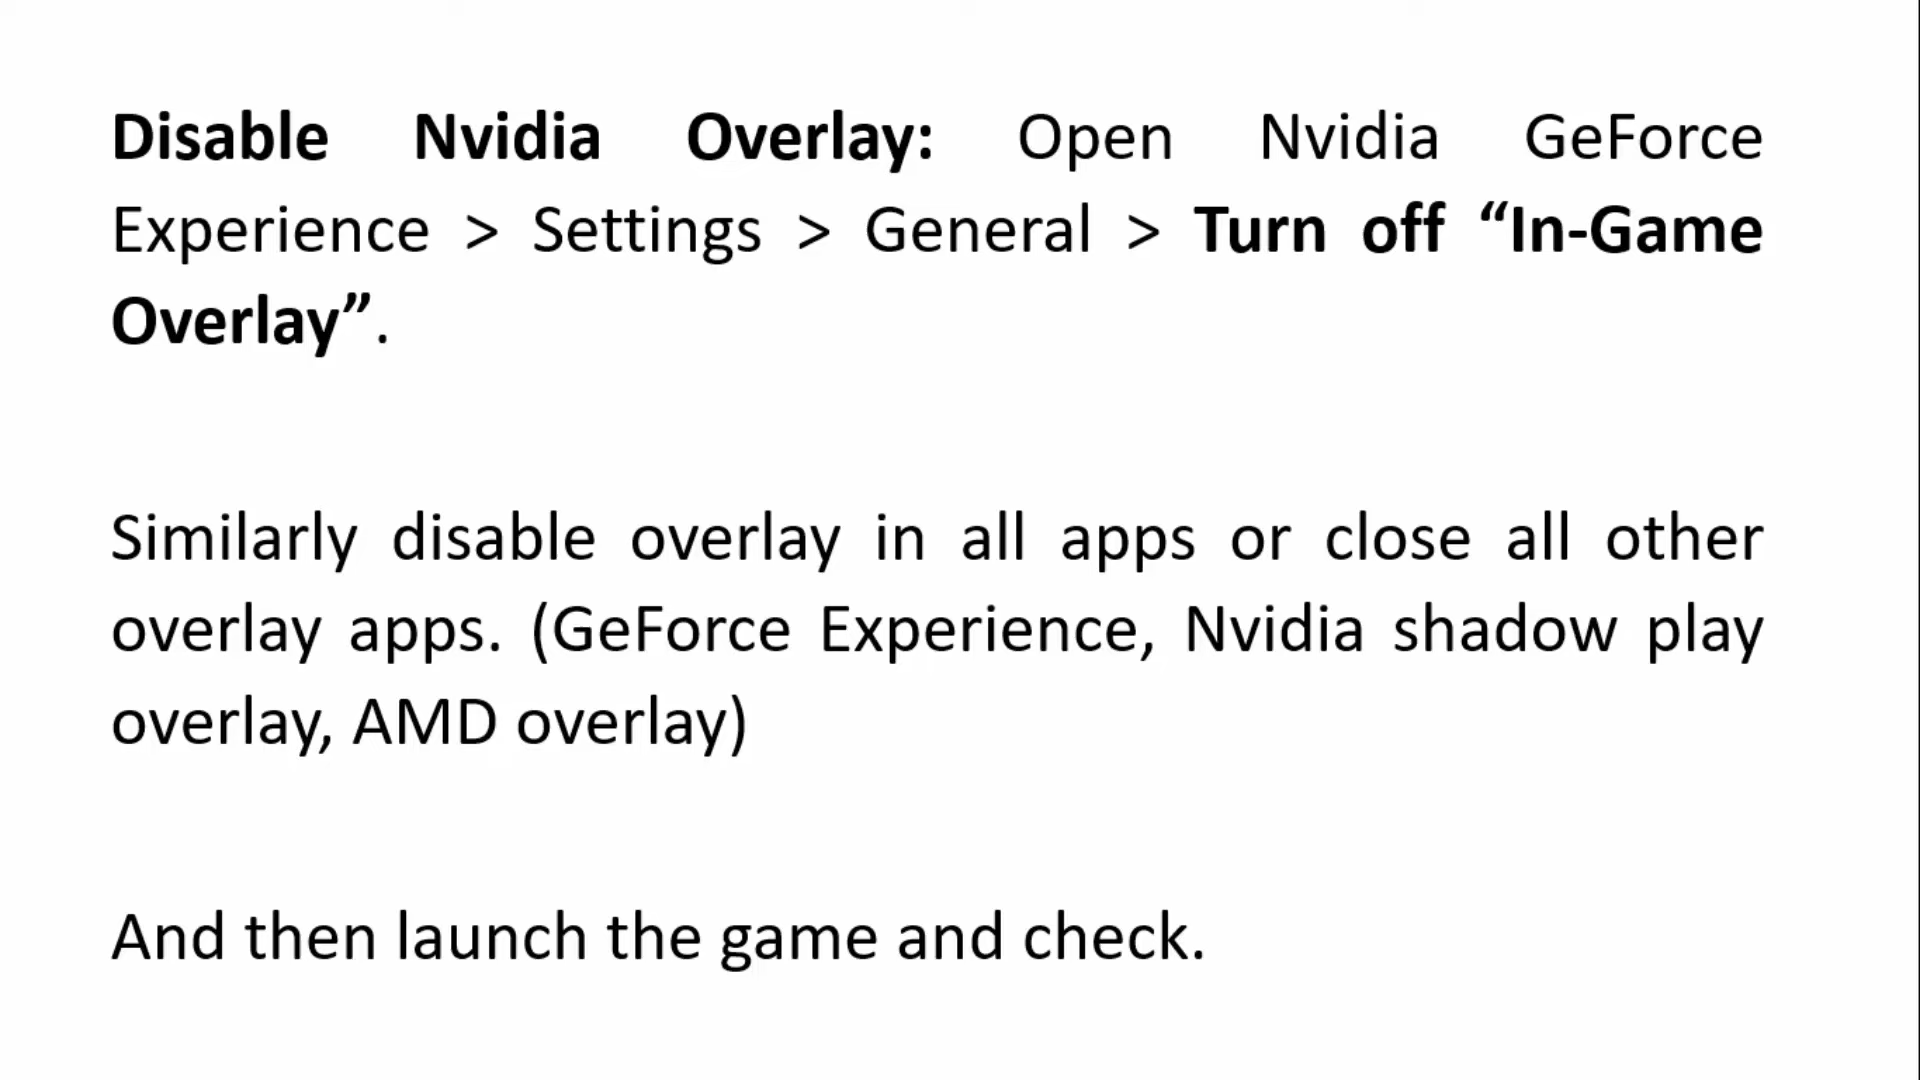 Disable Nvidia Overlay: Open Nvidia GeForce
Experience > Settings > General > Turn off “In-Game
Overlay”.
Similarly disable overlay in all apps or close all other
overlay apps. (GeForce Experience, Nvidia shadow play
overlay, AMD overlay)
And then launch the game and check.